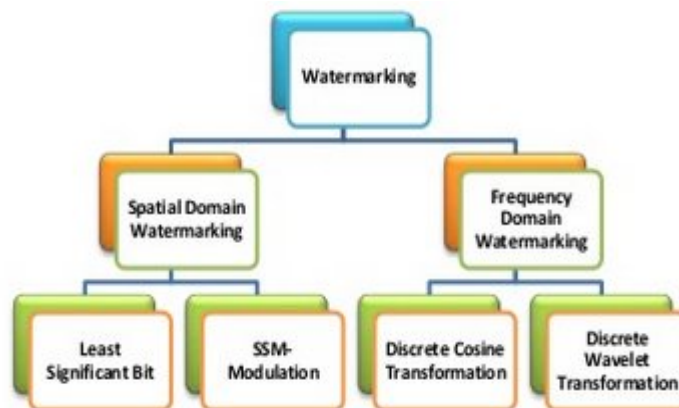 Watermarking
Spatial Domain
Watermarking
Frequency
Domain
Watermarking
Least
Significant Bit
SSM-
Modulation
Discrete Cosine
Transformation
Discrete
Wavelet
Transformation